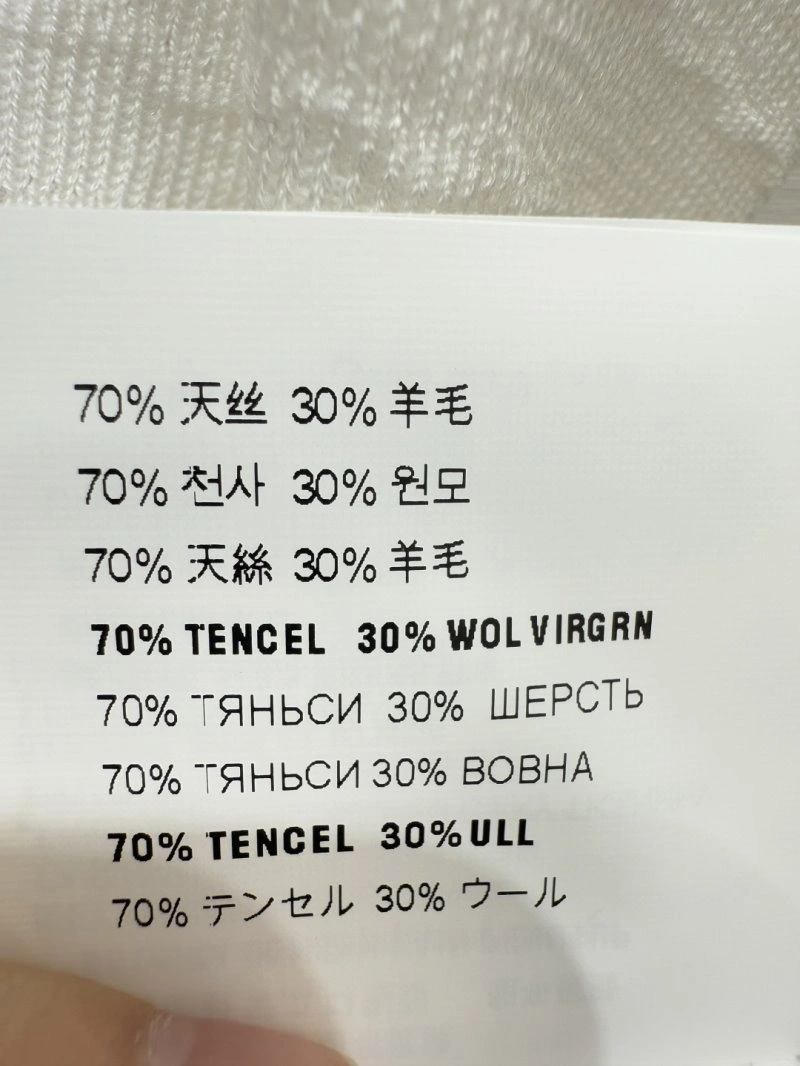 70% 天丝 30% 羊毛
70% 천사 30% 원모
70% 天絲 30% 羊毛
70% TENCEL 30% WOL VIRGRN
70% ТЯНЬСИ 30% ШЕРСТЬ
70% ТЯНЬСИ 30% ВОВНА
70% TENCEL 30% ULL
70% テンセル 30% ウール